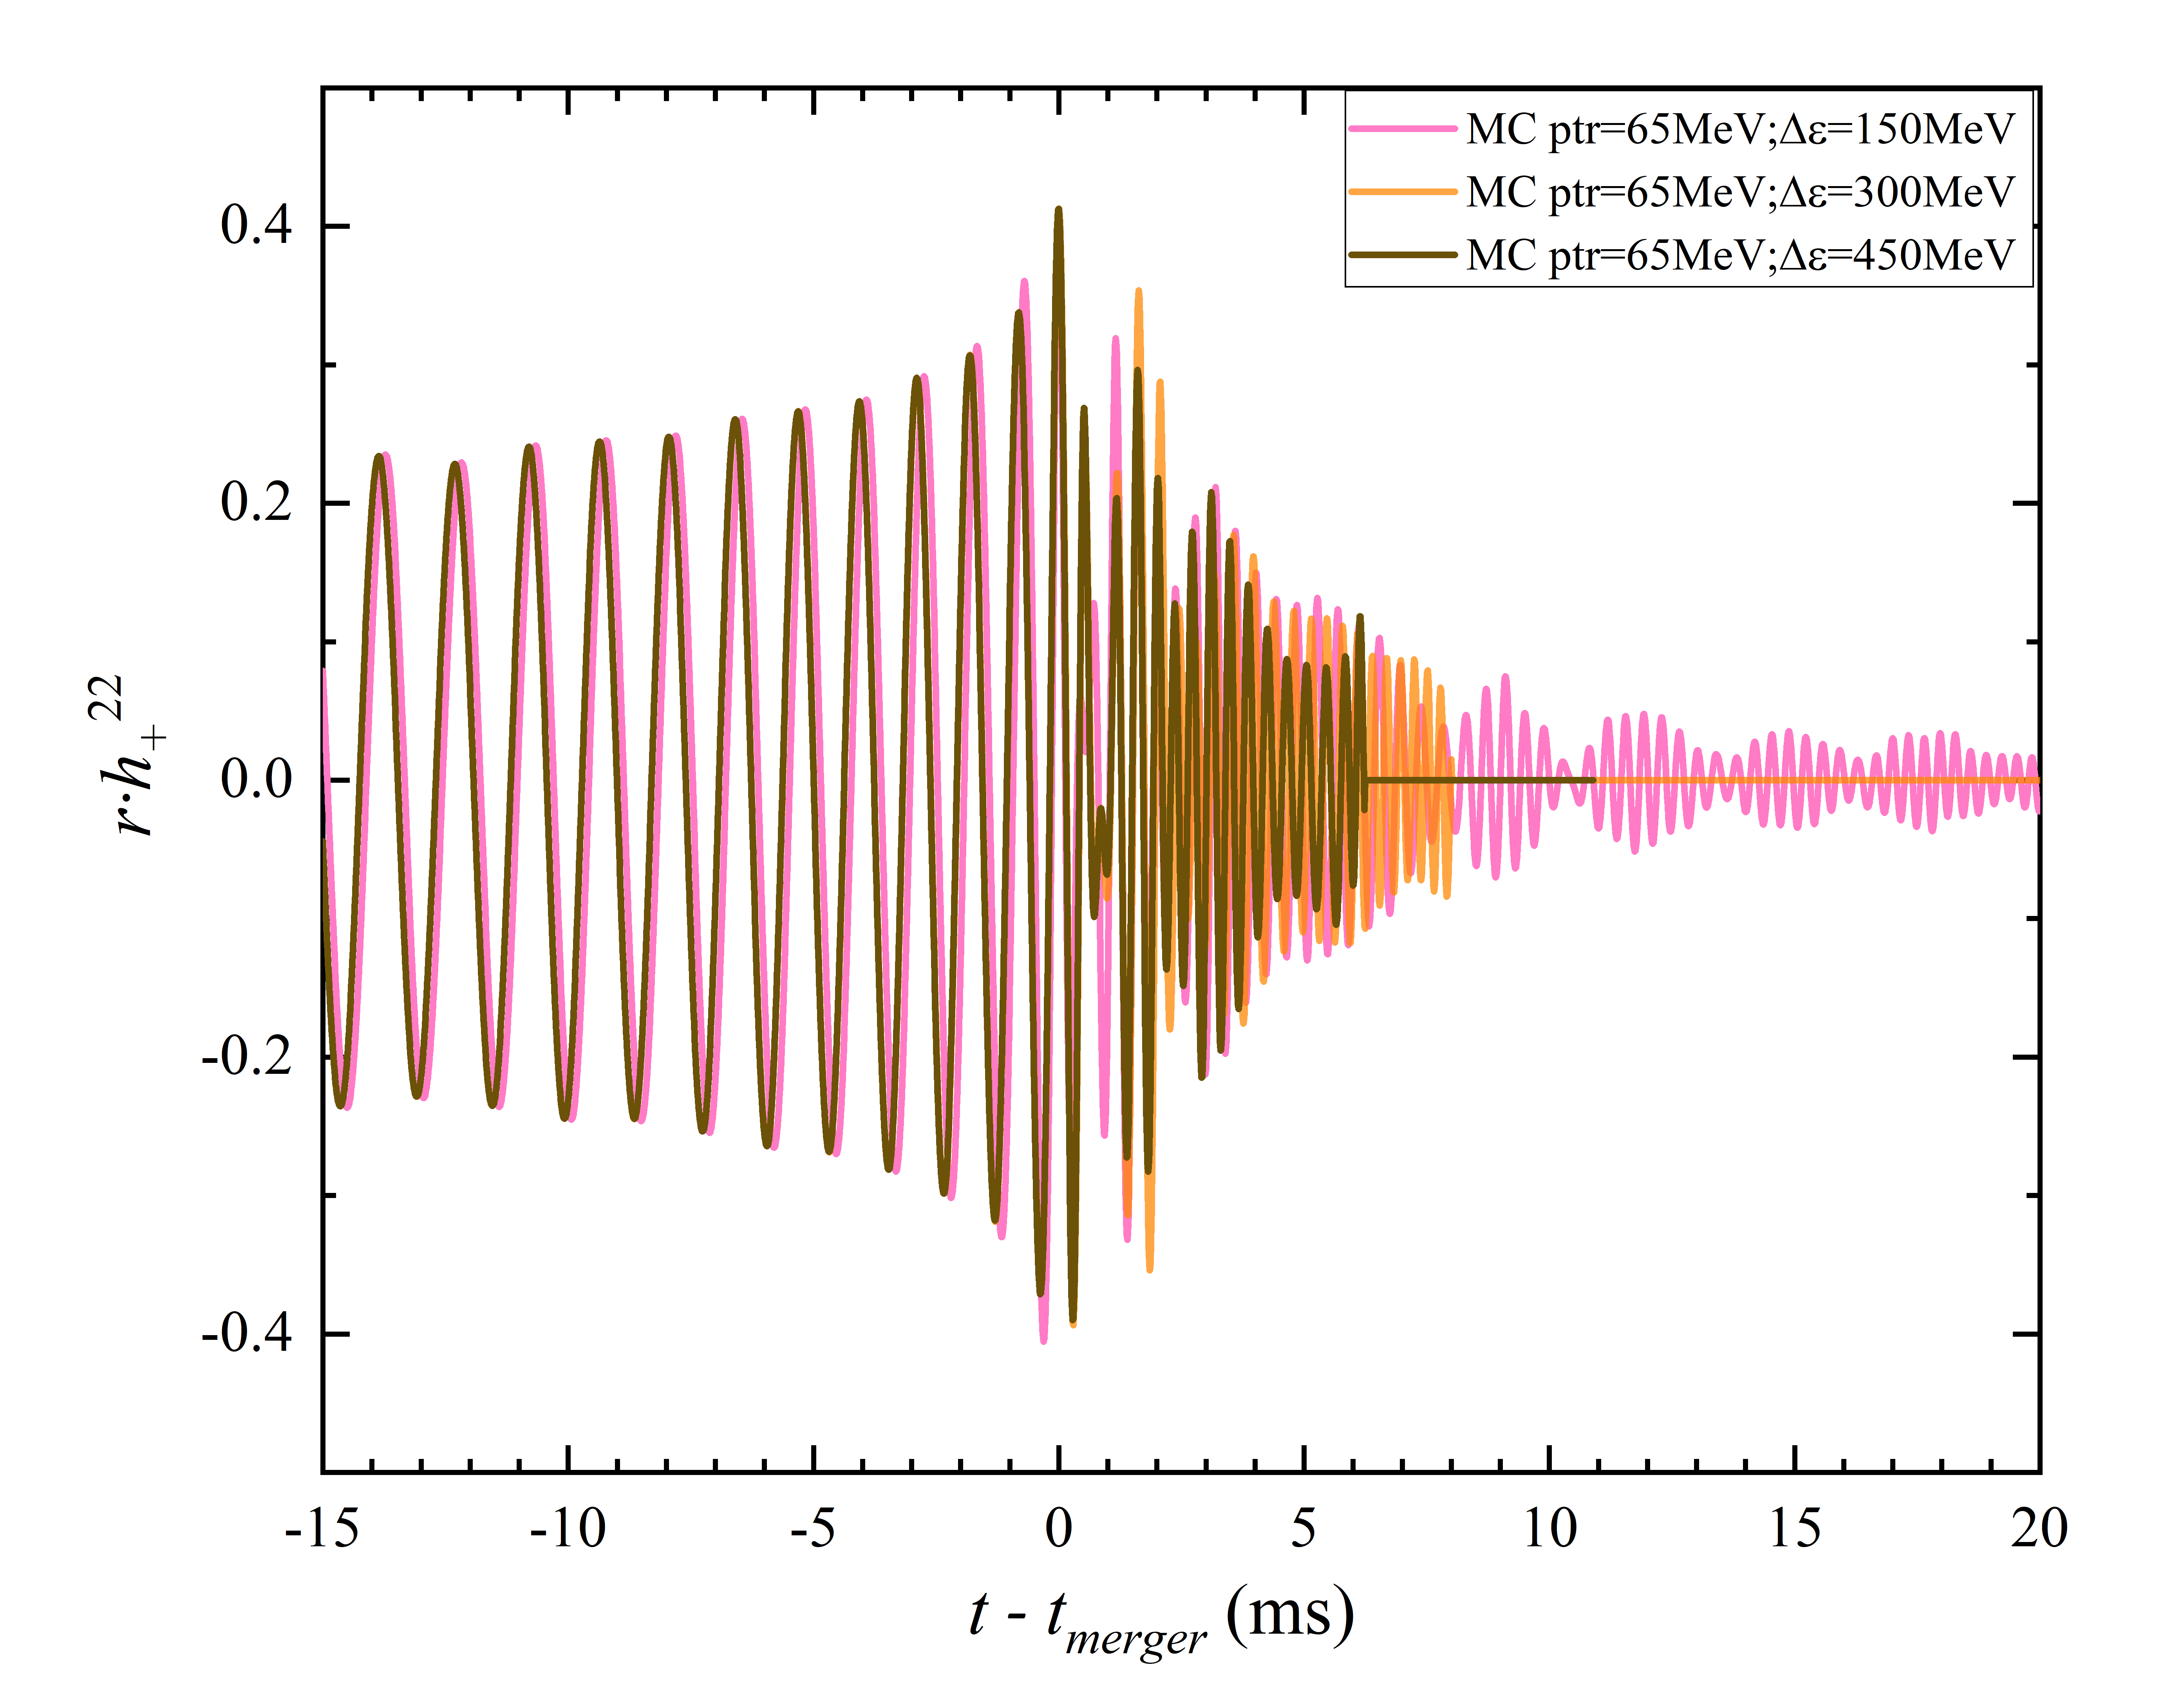 MC ptr=65MeV;Δε=150MeV
MC ptr=65MeV;Δε=300MeV
MC ptr=65MeV;Δε=450MeV
0.4
0.2
0.0
-0.2
-0.4
r·h₊²²
-15 -10 -5 0 5 10 15 20
t - tmerger (ms)